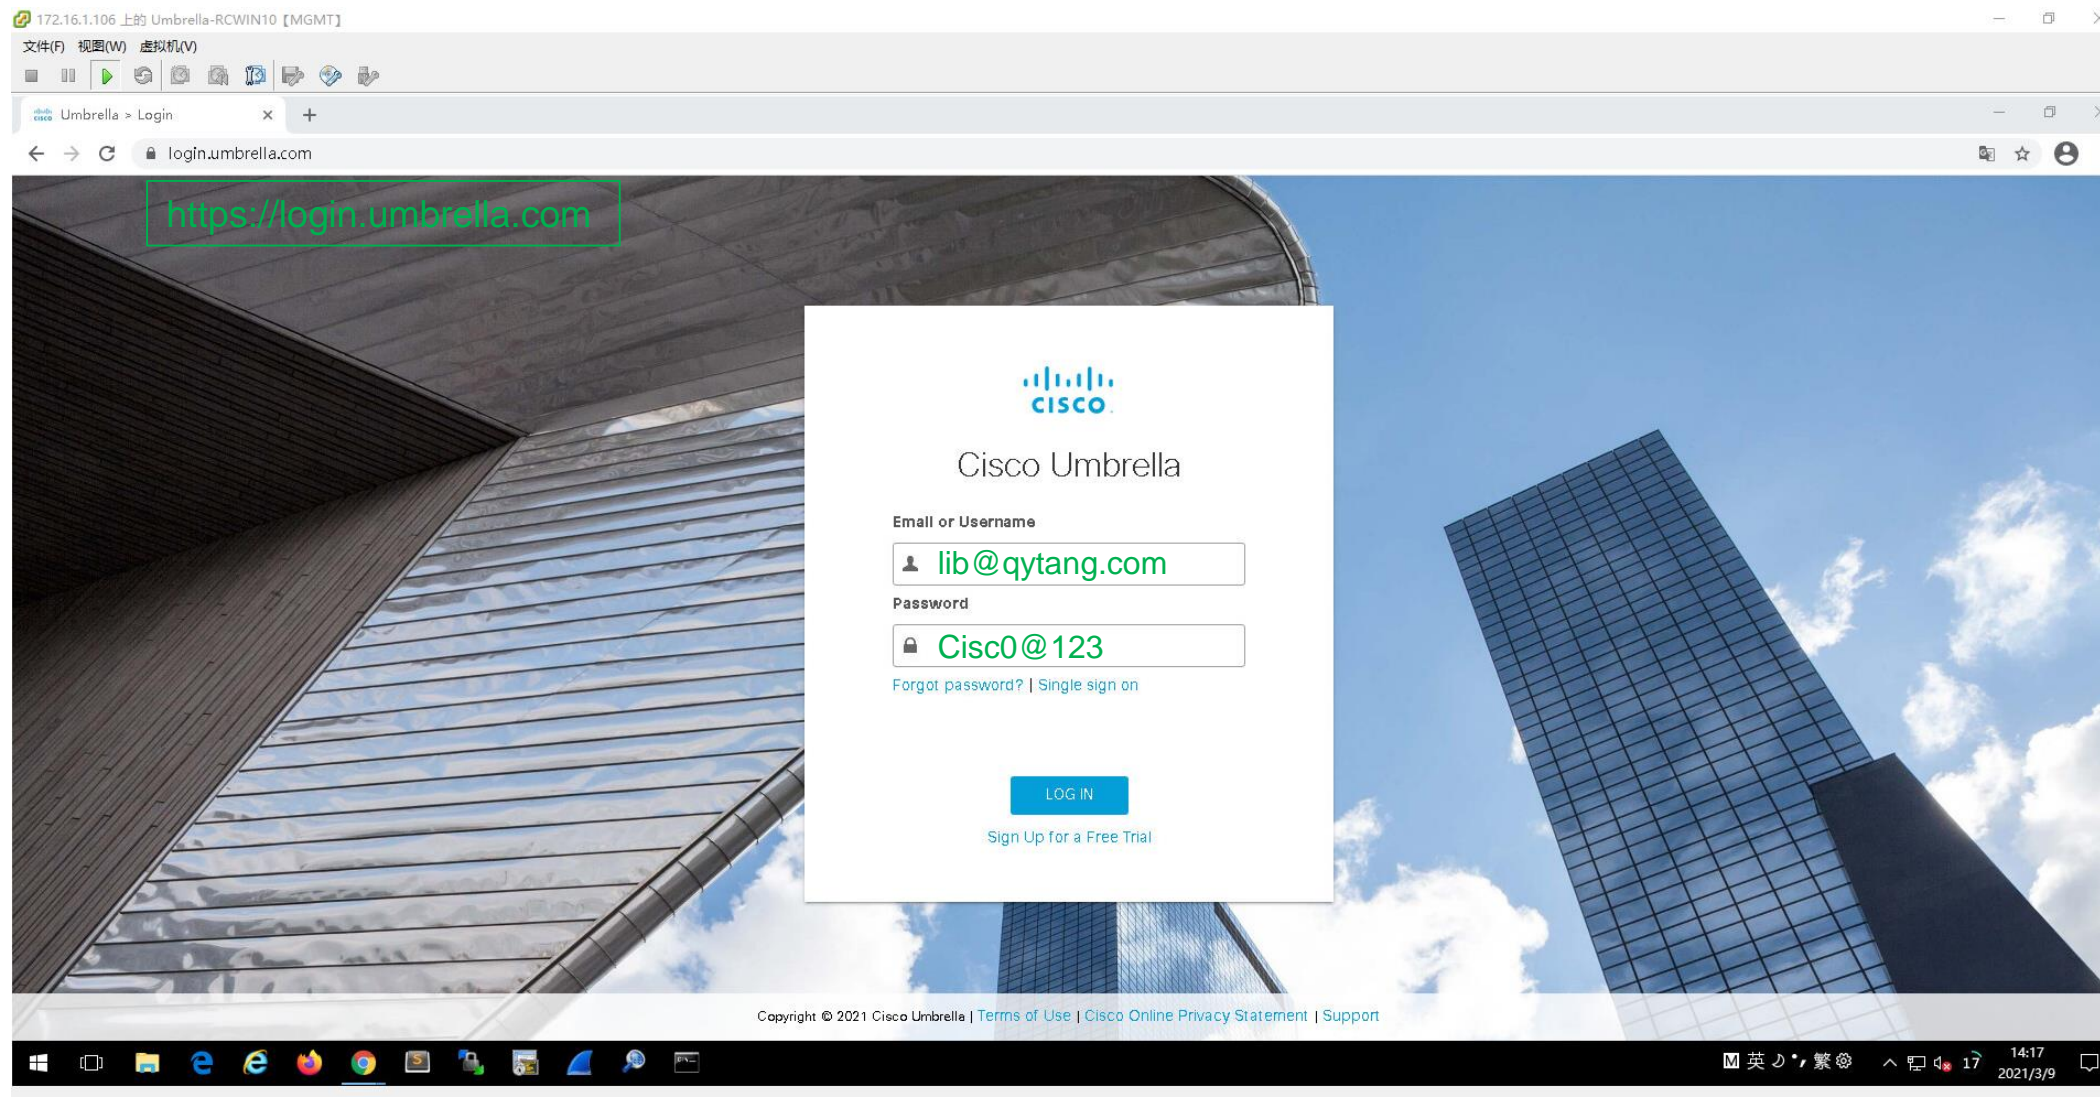 172.16.1.106 上的 Umbrella-RCWIN10【MGMT】
文件(F) 视图(W) 虚拟机(V)
Umbrella > Login
login.umbrella.com
https://login.umbrella.com
CISCO
Cisco Umbrella
Email or Username
lib@qytang.com
Password
Cisc0@123
Forgot password? | Single sign on
LOG IN
Sign Up for a Free Trial
Copyright © 2021 Cisco Umbrella | Terms of Use | Cisco Online Privacy Statement | Support
M 英 繁 17 14:17
2021/3/9